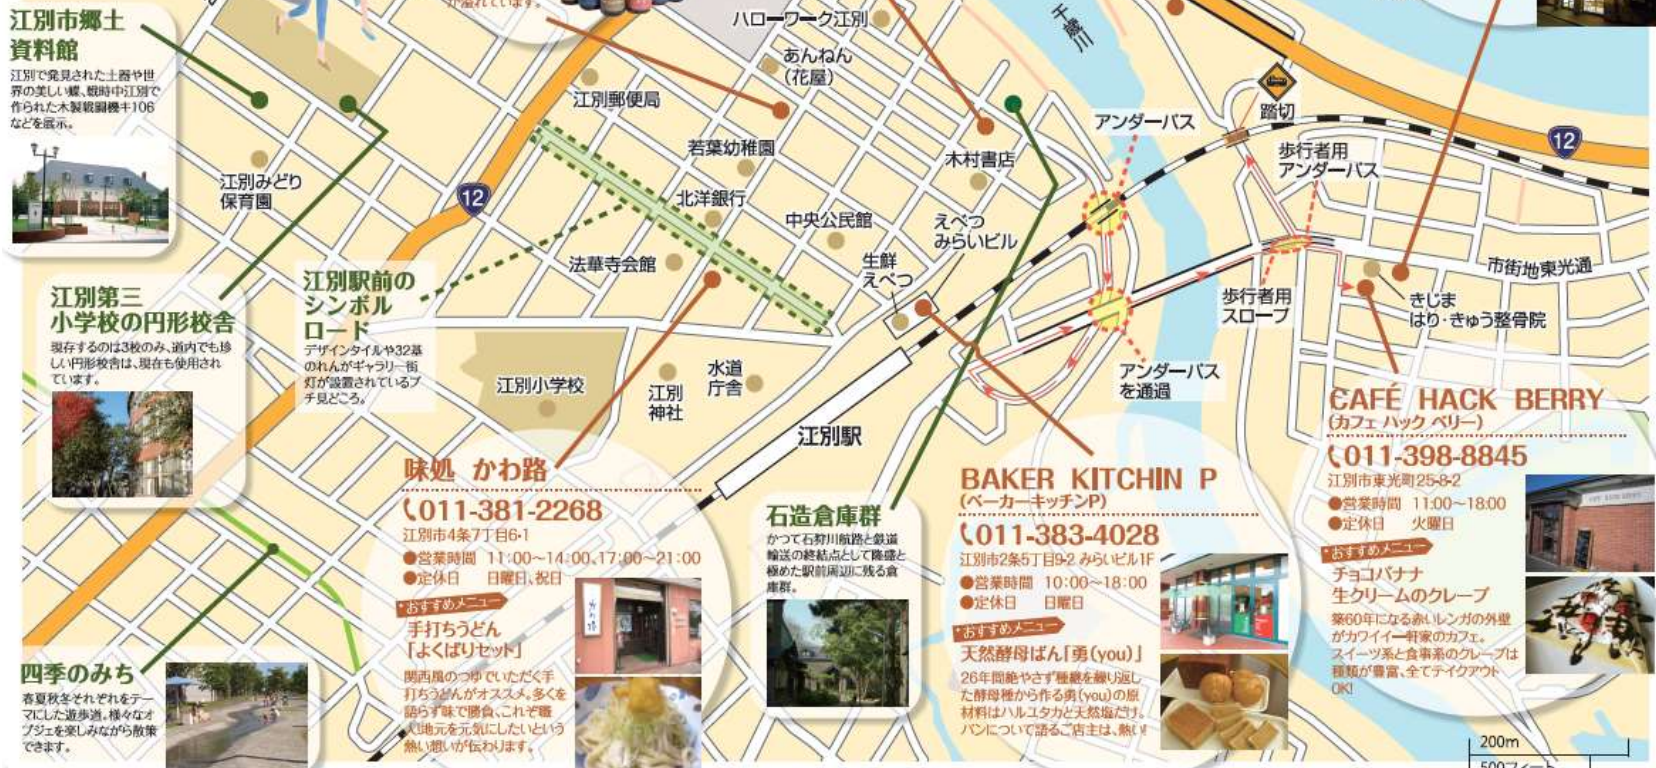 江別市郷土
資料館
江別で発見された土器や世
界の美しい蝶、戦時中江別で
作られた木製戦闘機キ106
などを展示。
が溢れています。
ハローワーク江別
あんねん
(花屋)
千歳川
江別郵便局
若葉幼稚園
北洋銀行
中央公民館
木村書店
えべつ
みらいビル
生鮮
えべつ
法華寺会館
江別みどり
保育園
12
アンダーパス
踏切
歩行者用
アンダーパス
12
市街地東光通
きじま
はり・きゅう整骨院
歩行者用
スロープ
アンダーパス
を通過
江別第三
小学校の円形校舎
現存するのは3校のみ、道内でも珍
しい円形校舎は、現在も使用され
ています。
江別駅前の
シンボル
ロード
デザインタイルや32基
のれんがギャラリー街
灯が設置されているプ
チ見どころ。
江別小学校
江別
神社
水道
庁舎
江別駅
味処 かわ路
011-381-2268
江別市4条7丁目6-1
●営業時間 11:00〜14:00、17:00〜21:00
●定休日 日曜日、祝日
おすすめメニュー
手打ちうどん
「よくばりセット」
関西風のつゆでいただく手
打ちうどんがオススメ。多くを
語らず味で勝負、これぞ職
人!地元を元気にしたいという
熱い想いが伝わります。
石造倉庫群
かつて石狩川航路と鉄道
輸送の終結点として隆盛を
極めた駅前周辺に残る倉
庫群。
BAKER KITCHIN P
(ベーカーキッチンP)
011-383-4028
江別市2条5丁目9-2 みらいビル1F
●営業時間 10:00〜18:00
●定休日 日曜日
おすすめメニュー
天然酵母ぱん「勇(you)」
26年間絶やさず種継を繰り返し
た酵母種から作る勇(you)の原
材料はハルユタカと天然塩だけ。
パンについて語るご店主は、熱い!
CAFÉ HACK BERRY
(カフェ ハック ベリー)
011-398-8845
江別市東光町25-8-2
●営業時間 11:00〜18:00
●定休日 火曜日
おすすめメニュー
チョコバナナ
生クリームのクレープ
築60年になる赤いレンガの外壁
がカワイイ一軒家のカフェ。
スイーツ系と食事系のクレープは
種類が豊富、全てテイクアウト
OK!
四季のみち
春夏秋冬それぞれをテー
マにした遊歩道。様々なオ
ブジェを楽しみながら散策
できます。
200m
500フィート